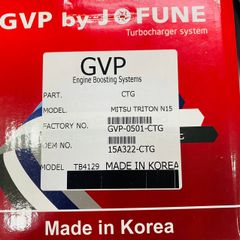 GVP by JOFUNE
Turbocharger system
GVP
Engine Boosting Systems
PART. CTG
MODEL. MITSU TRITON N15
FACTORY NO. GVP-0501-CTG
OEM NO. 15A322-CTG
TB4129 MADE IN KOREA
MADE IN KOREA